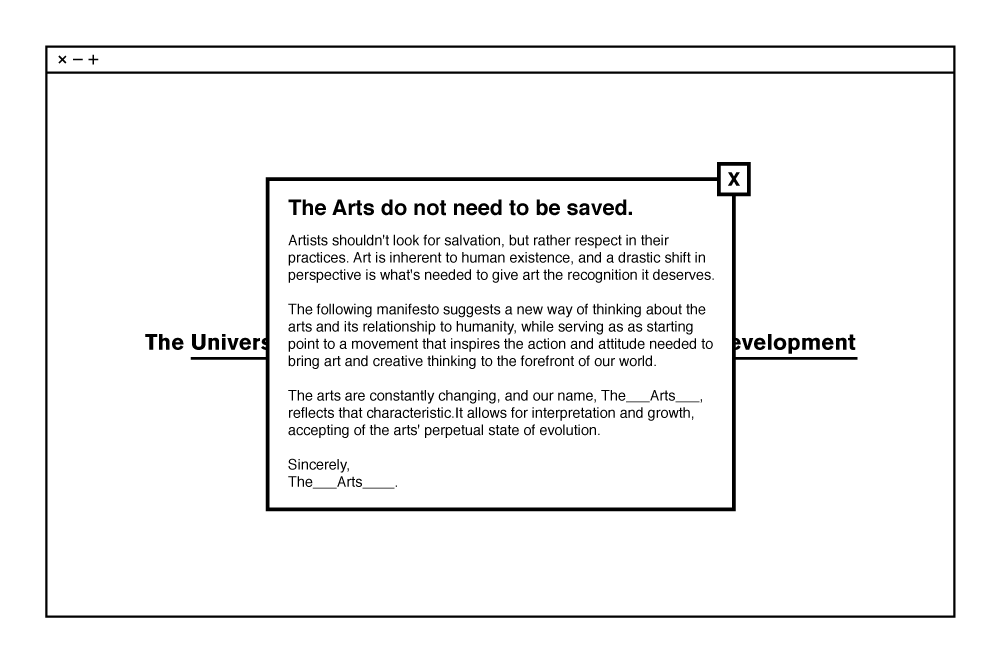 × − +
X
The Arts do not need to be saved.
Artists shouldn't look for salvation, but rather respect in their
practices. Art is inherent to human existence, and a drastic shift in
perspective is what's needed to give art the recognition it deserves.
The following manifesto suggests a new way of thinking about the
arts and its relationship to humanity, while serving as as starting
point to a movement that inspires the action and attitude needed to
bring art and creative thinking to the forefront of our world.
The arts are constantly changing, and our name, The___Arts___,
reflects that characteristic.It allows for interpretation and growth,
accepting of the arts' perpetual state of evolution.
Sincerely,
The___Arts____.
The Univers
evelopment